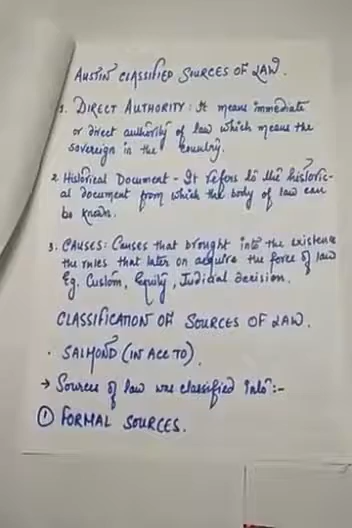 AUSTIN CLASSIFIED SOURCES OF LAW.
1. DIRECT AUTHORITY: It means immediate
or direct authority of law which means the
sovereign in the country.
2. Historical Document - It refers to the historic-
al document from which the body of law can
be known.
3. CAUSES: Causes that brought into the existence
the rules that later on acquire the force of law
Eg. Custom, Equity, Judicial decision.
CLASSIFICATION OF SOURCES OF LAW.
• SALMOND (IN ACC TO).
→ Sources of law was classified into:-
① FORMAL SOURCES.